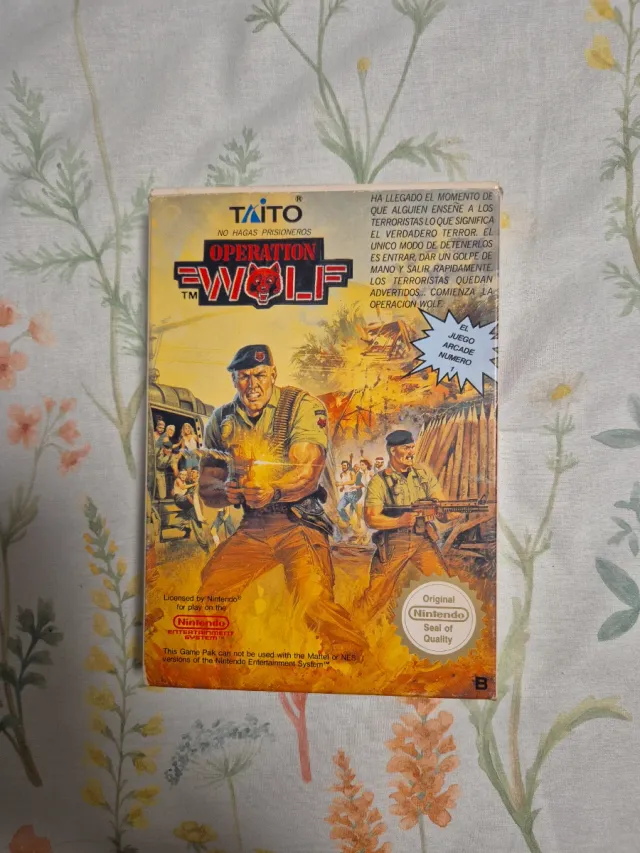 TAITO®
NO HAGAS PRISIONEROS
OPERATION
WOLF
TM
HA LLEGADO EL MOMENTO DE
QUE ALGUIEN ENSEÑE A LOS
TERRORISTAS LO QUE SIGNIFICA
EL VERDADERO TERROR. EL
UNICO MODO DE DETENERLOS
ES ENTRAR, DAR UN GOLPE DE
MANO Y SALIR RAPIDAMENTE.
LOS TERRORISTAS QUEDAN
ADVERTIDOS... COMIENZA LA
OPERACION WOLF.
EL
JUEGO
ARCADE
NUMERO
1
Licensed by Nintendo®
for play on the
Nintendo
ENTERTAINMENT
SYSTEM™
This Game Pak can not be used with the Mattel or NES
versions of the Nintendo Entertainment System™
Original
Nintendo
Seal of
Quality
B